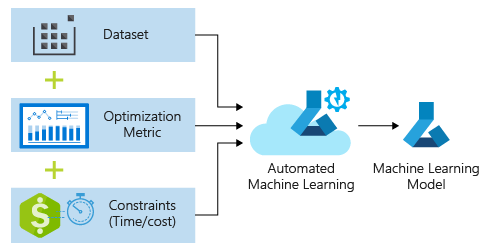 Dataset
Optimization
Metric
Constraints
(Time/cost)
Automated
Machine Learning
Machine Learning
Model